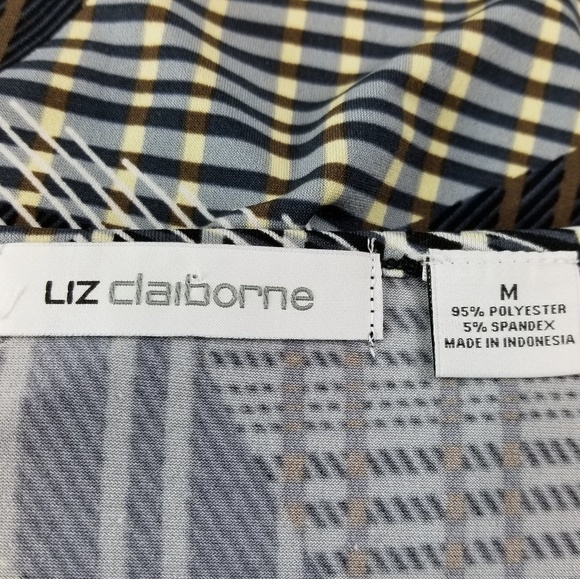 LIZ claiborne
M
95% POLYESTER
5% SPANDEX
MADE IN INDONESIA